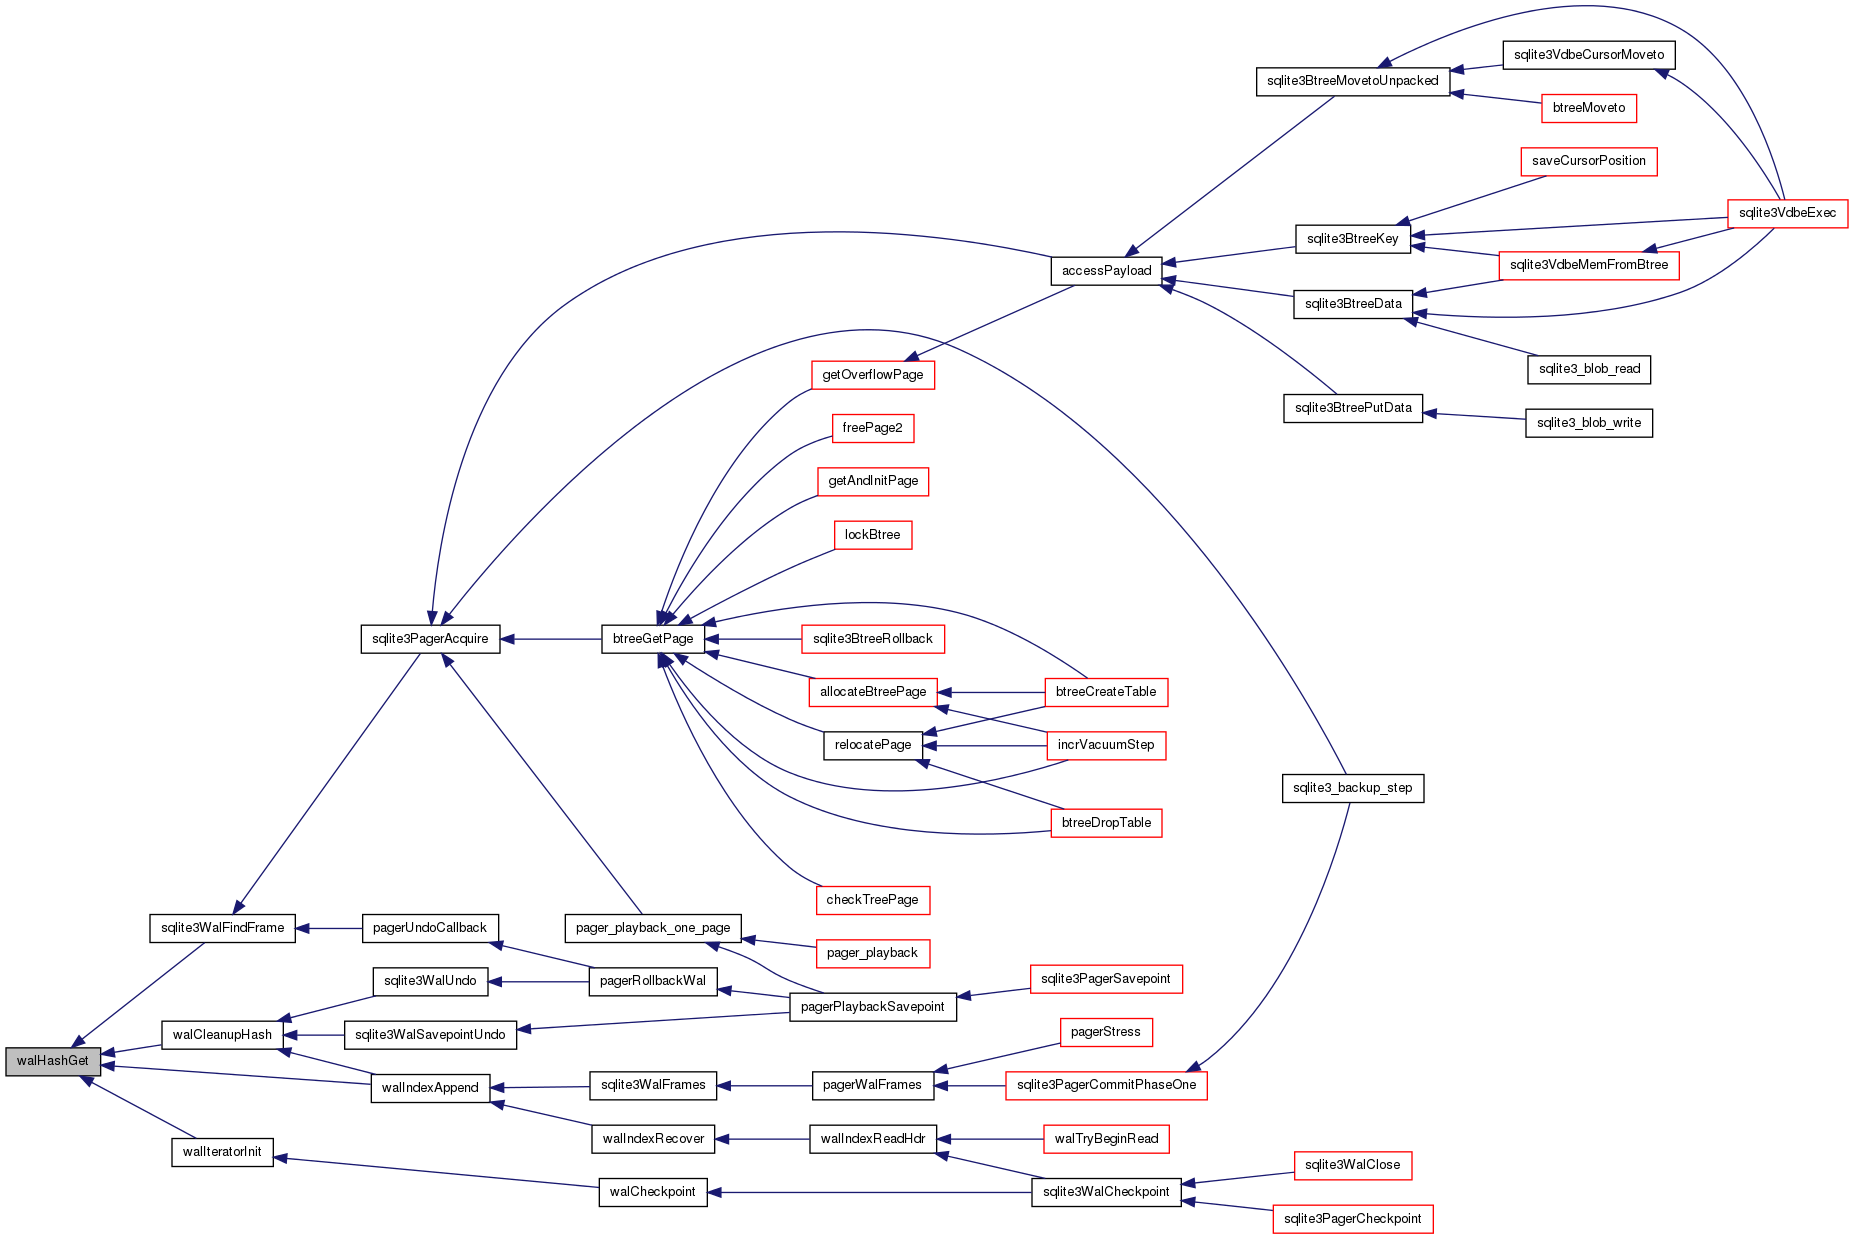 sqlite3VdbeCursorMoveto
sqlite3BtreeMovetoUnpacked
btreeMoveto
saveCursorPosition
sqlite3VdbeExec
sqlite3BtreeKey
sqlite3VdbeMemFromBtree
accessPayload
sqlite3BtreeData
sqlite3_blob_read
getOverflowPage
sqlite3BtreePutData
sqlite3_blob_write
freePage2
getAndInitPage
lockBtree
sqlite3PagerAcquire
btreeGetPage
sqlite3BtreeRollback
allocateBtreePage
btreeCreateTable
relocatePage
incrVacuumStep
sqlite3_backup_step
btreeDropTable
checkTreePage
sqlite3WalFindFrame
pagerUndoCallback
pager_playback_one_page
pager_playback
sqlite3WalUndo
pagerRollbackWal
sqlite3PagerSavepoint
pagerPlaybackSavepoint
walCleanupHash
sqlite3WalSavepointUndo
pagerStress
walHashGet
walIndexAppend
sqlite3WalFrames
pagerWalFrames
sqlite3PagerCommitPhaseOne
walIndexRecover
walIndexReadHdr
walTryBeginRead
walIteratorInit
sqlite3WalClose
walCheckpoint
sqlite3WalCheckpoint
sqlite3PagerCheckpoint